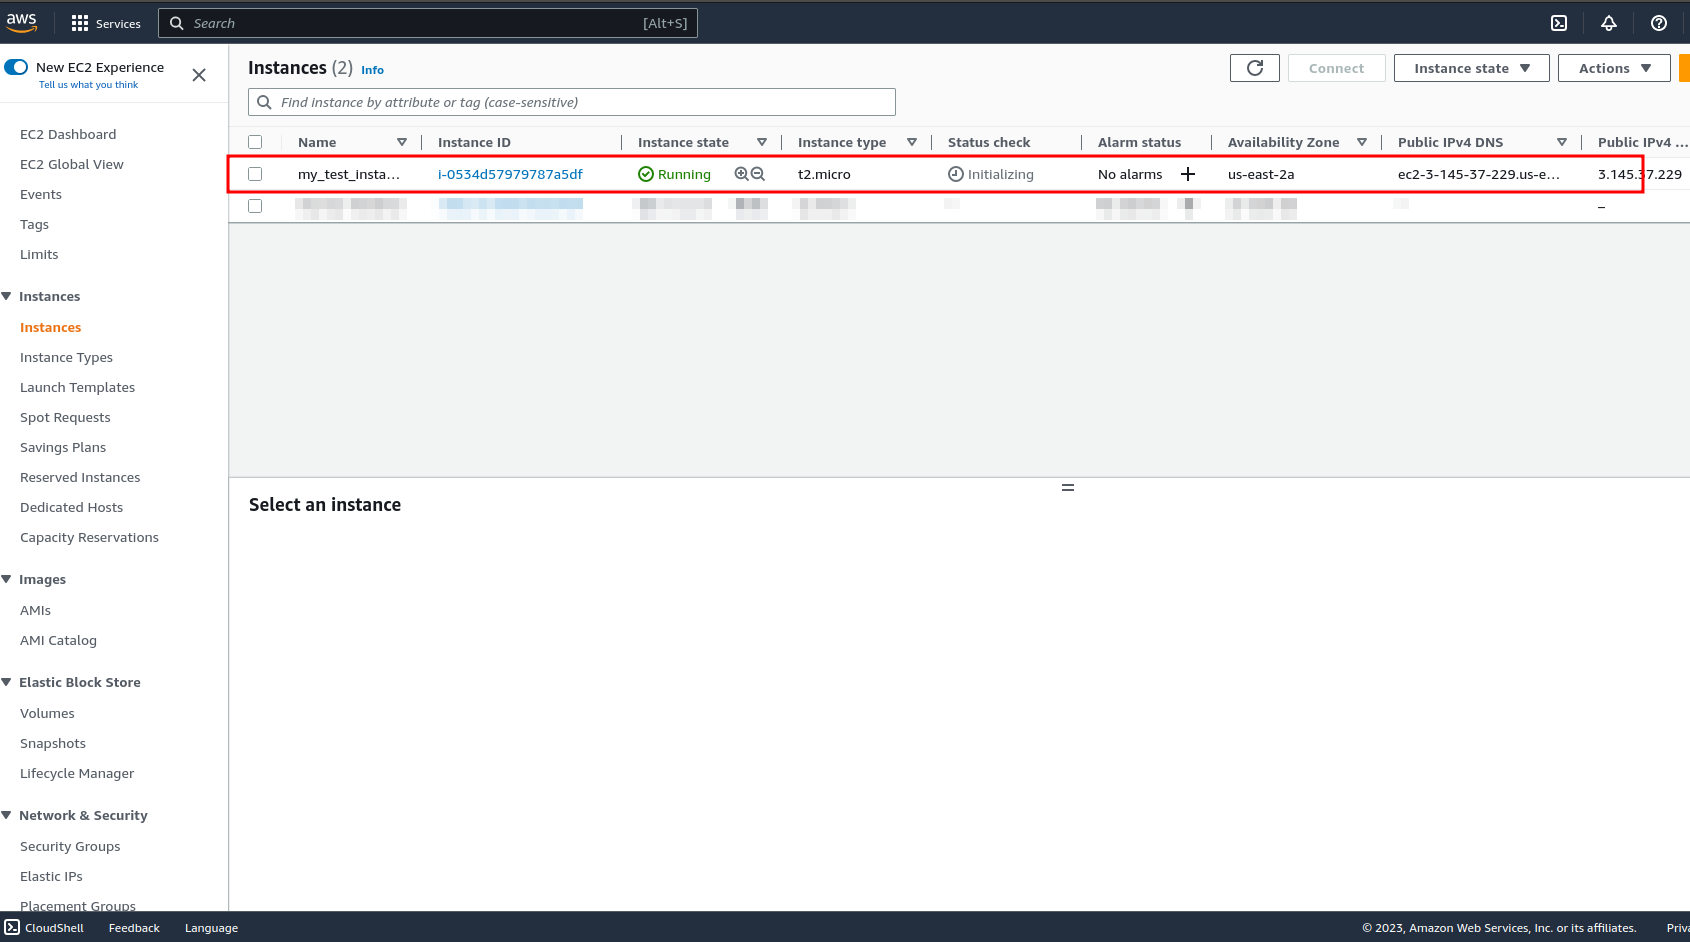 aws Services Search [Alt+S]
New EC2 Experience
Tell us what you think
EC2 Dashboard
EC2 Global View
Events
Tags
Limits
Instances
Instances
Instance Types
Launch Templates
Spot Requests
Savings Plans
Reserved Instances
Dedicated Hosts
Capacity Reservations
Images
AMIs
AMI Catalog
Elastic Block Store
Volumes
Snapshots
Lifecycle Manager
Network & Security
Security Groups
Elastic IPs
Placement Groups
Instances (2) Info Connect Instance state Actions
Find instance by attribute or tag (case-sensitive)
Name Instance ID Instance state Instance type Status check Alarm status Availability Zone Public IPv4 DNS Public IPv4 ...
my_test_insta... i-0534d57979787a5df Running t2.micro Initializing No alarms + us-east-2a ec2-3-145-37-229.us-e... 3.145.37.229
–
Select an instance
CloudShell Feedback Language © 2023, Amazon Web Services, Inc. or its affiliates. Priva